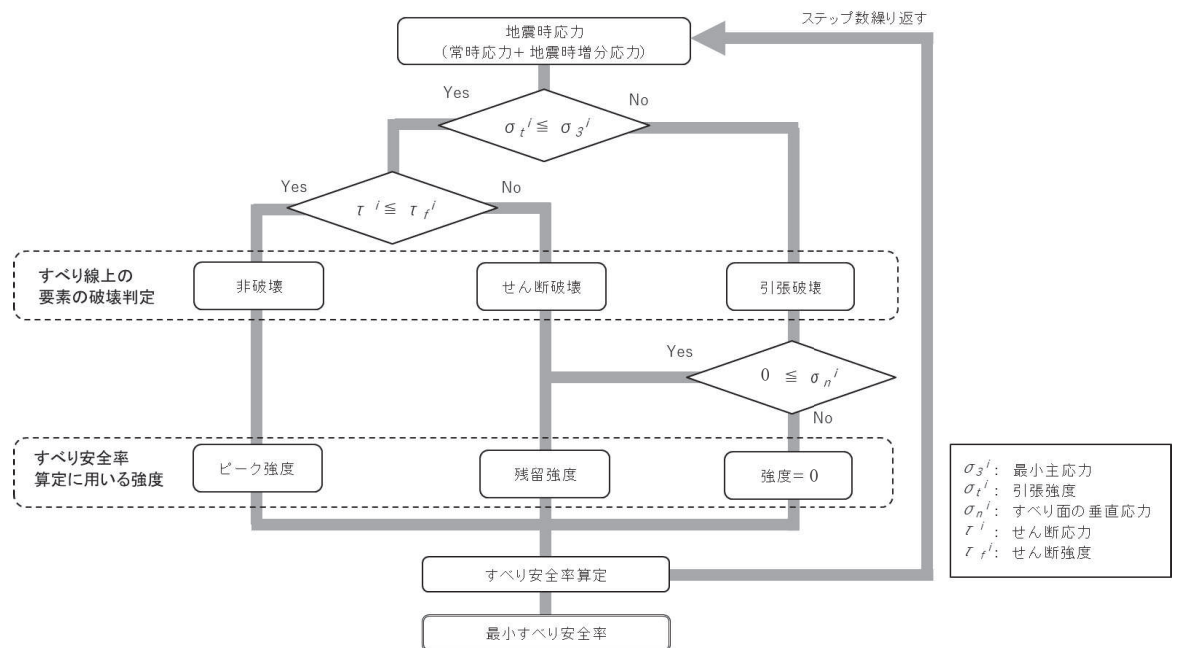 ステップ数繰り返す
地震時応力
(常時応力+地震時増分応力)
Yes
No
σtⁱ≦ σ3ⁱ
Yes
No
τⁱ ≦ τfⁱ
すべり線上の
要素の破壊判定
非破壊
せん断破壊
引張破壊
Yes
0 ≦ σnⁱ
No
すべり安全率
算定に用いる強度
ピーク強度
残留強度
強度=0
σ3ⁱ: 最小主応力
σtⁱ: 引張強度
σnⁱ: すべり面の垂直応力
τⁱ: せん断応力
τfⁱ: せん断強度
すべり安全率算定
最小すべり安全率